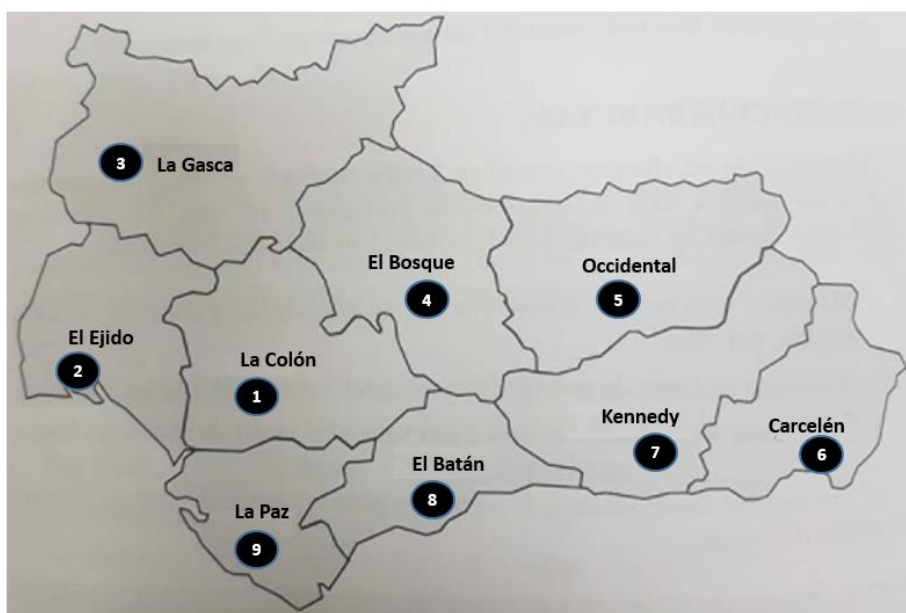 3 La Gasca
El Bosque
4
Occidental
5
El Ejido
2
La Colón
1
Kennedy
7
Carcelén
6
El Batán
8
La Paz
9